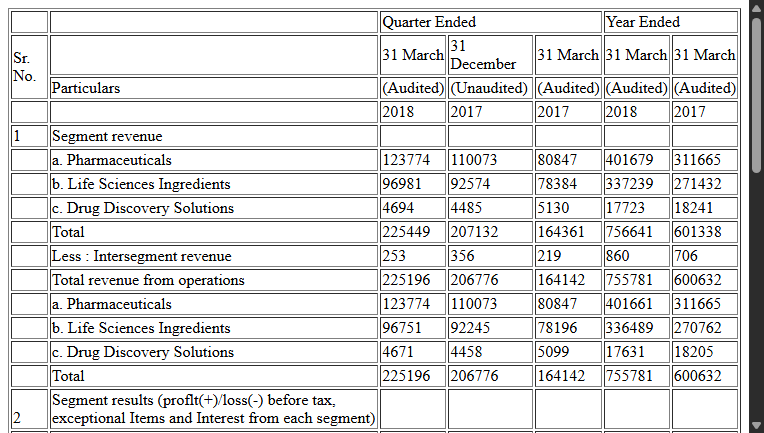 Quarter Ended Year Ended
Sr. No. 31 March 31 December 31 March 31 March 31 March
Particulars (Audited) (Unaudited) (Audited) (Audited) (Audited)
2018 2017 2017 2018 2017
1 Segment revenue
a. Pharmaceuticals 123774 110073 80847 401679 311665
b. Life Sciences Ingredients 96981 92574 78384 337239 271432
c. Drug Discovery Solutions 4694 4485 5130 17723 18241
Total 225449 207132 164361 756641 601338
Less : Intersegment revenue 253 356 219 860 706
Total revenue from operations 225196 206776 164142 755781 600632
a. Pharmaceuticals 123774 110073 80847 401661 311665
b. Life Sciences Ingredients 96751 92245 78196 336489 270762
c. Drug Discovery Solutions 4671 4458 5099 17631 18205
Total 225196 206776 164142 755781 600632
Segment results (proflt(+)/loss(-) before tax,
2 exceptional Items and Interest from each segment)